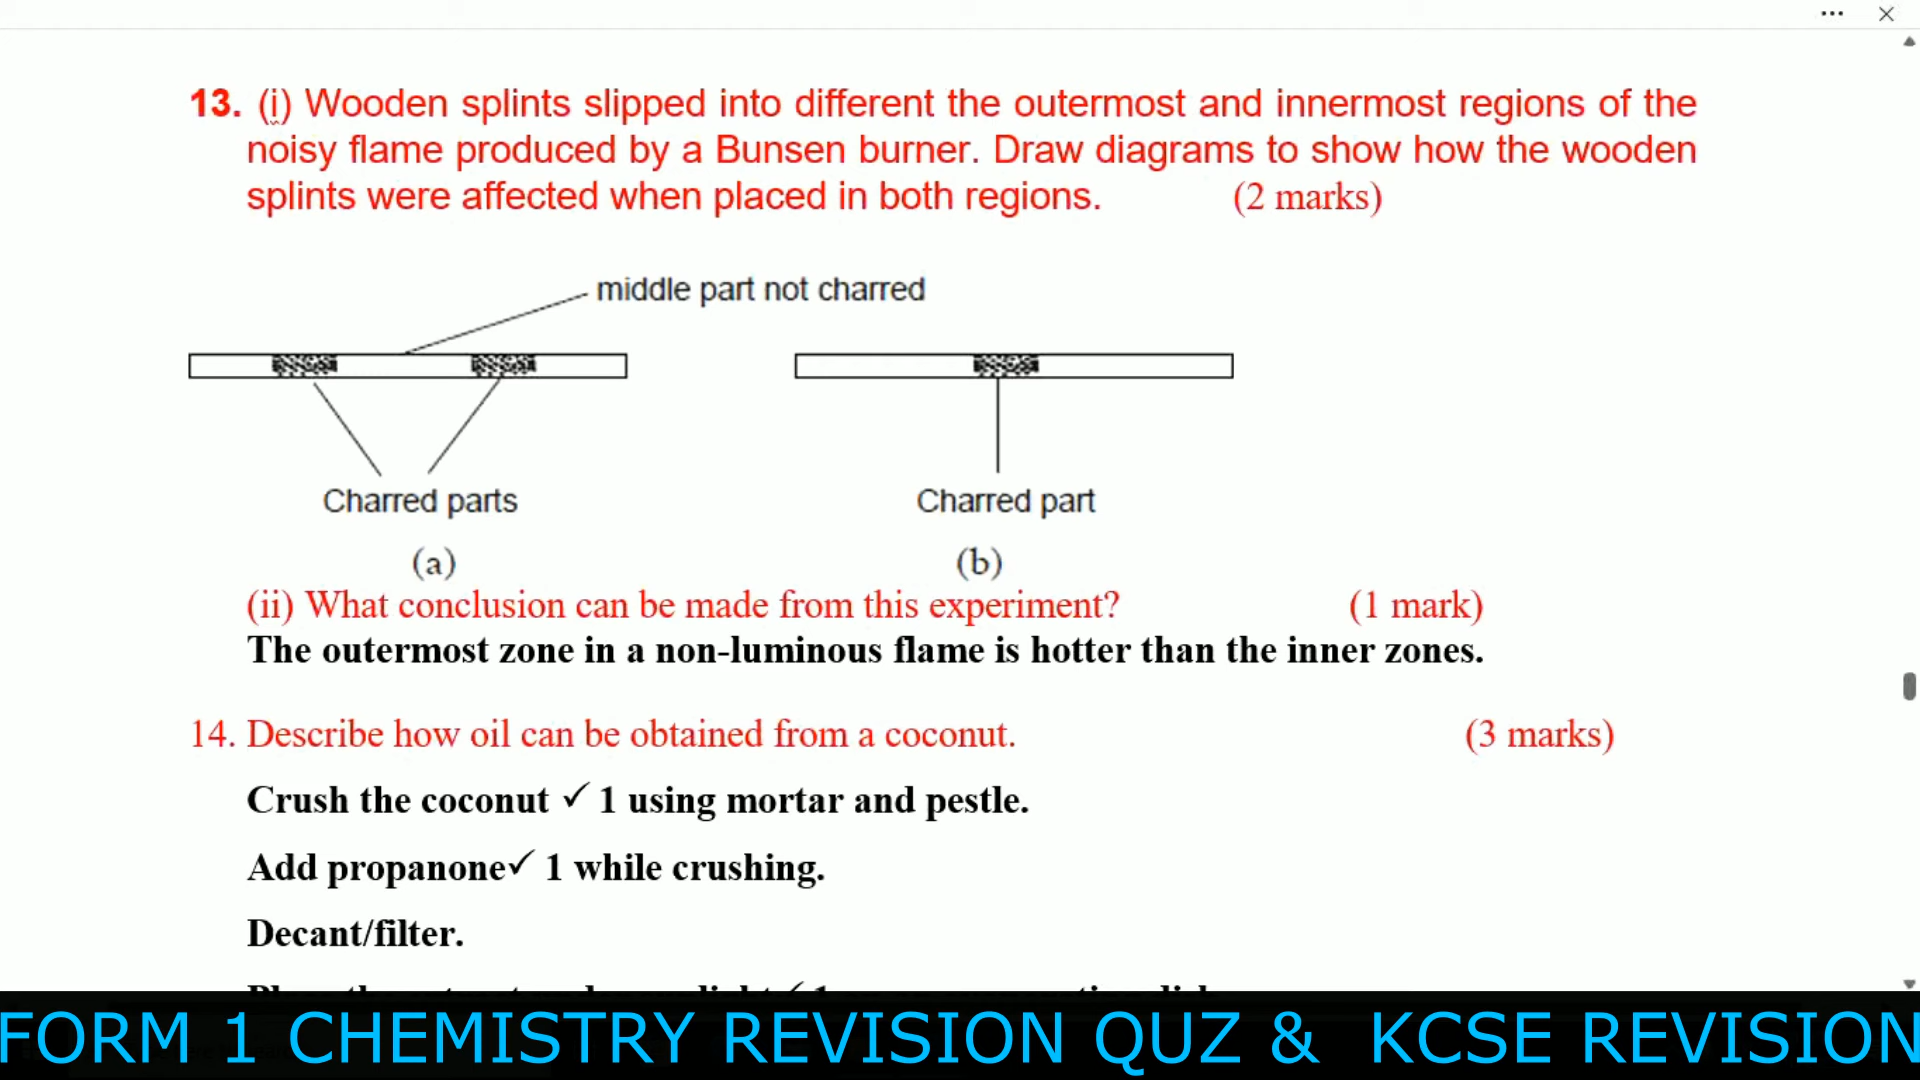 13. (i) Wooden splints slipped into different the outermost and innermost regions of the
noisy flame produced by a Bunsen burner. Draw diagrams to show how the wooden
splints were affected when placed in both regions. (2 marks)
middle part not charred
Charred parts
Charred part
(a)
(b)
(ii) What conclusion can be made from this experiment? (1 mark)
The outermost zone in a non-luminous flame is hotter than the inner zones.
14. Describe how oil can be obtained from a coconut. (3 marks)
Crush the coconut ✓ 1 using mortar and pestle.
Add propanone✓ 1 while crushing.
Decant/filter.
FORM 1 CHEMISTRY REVISION QUZ & KCSE REVISION